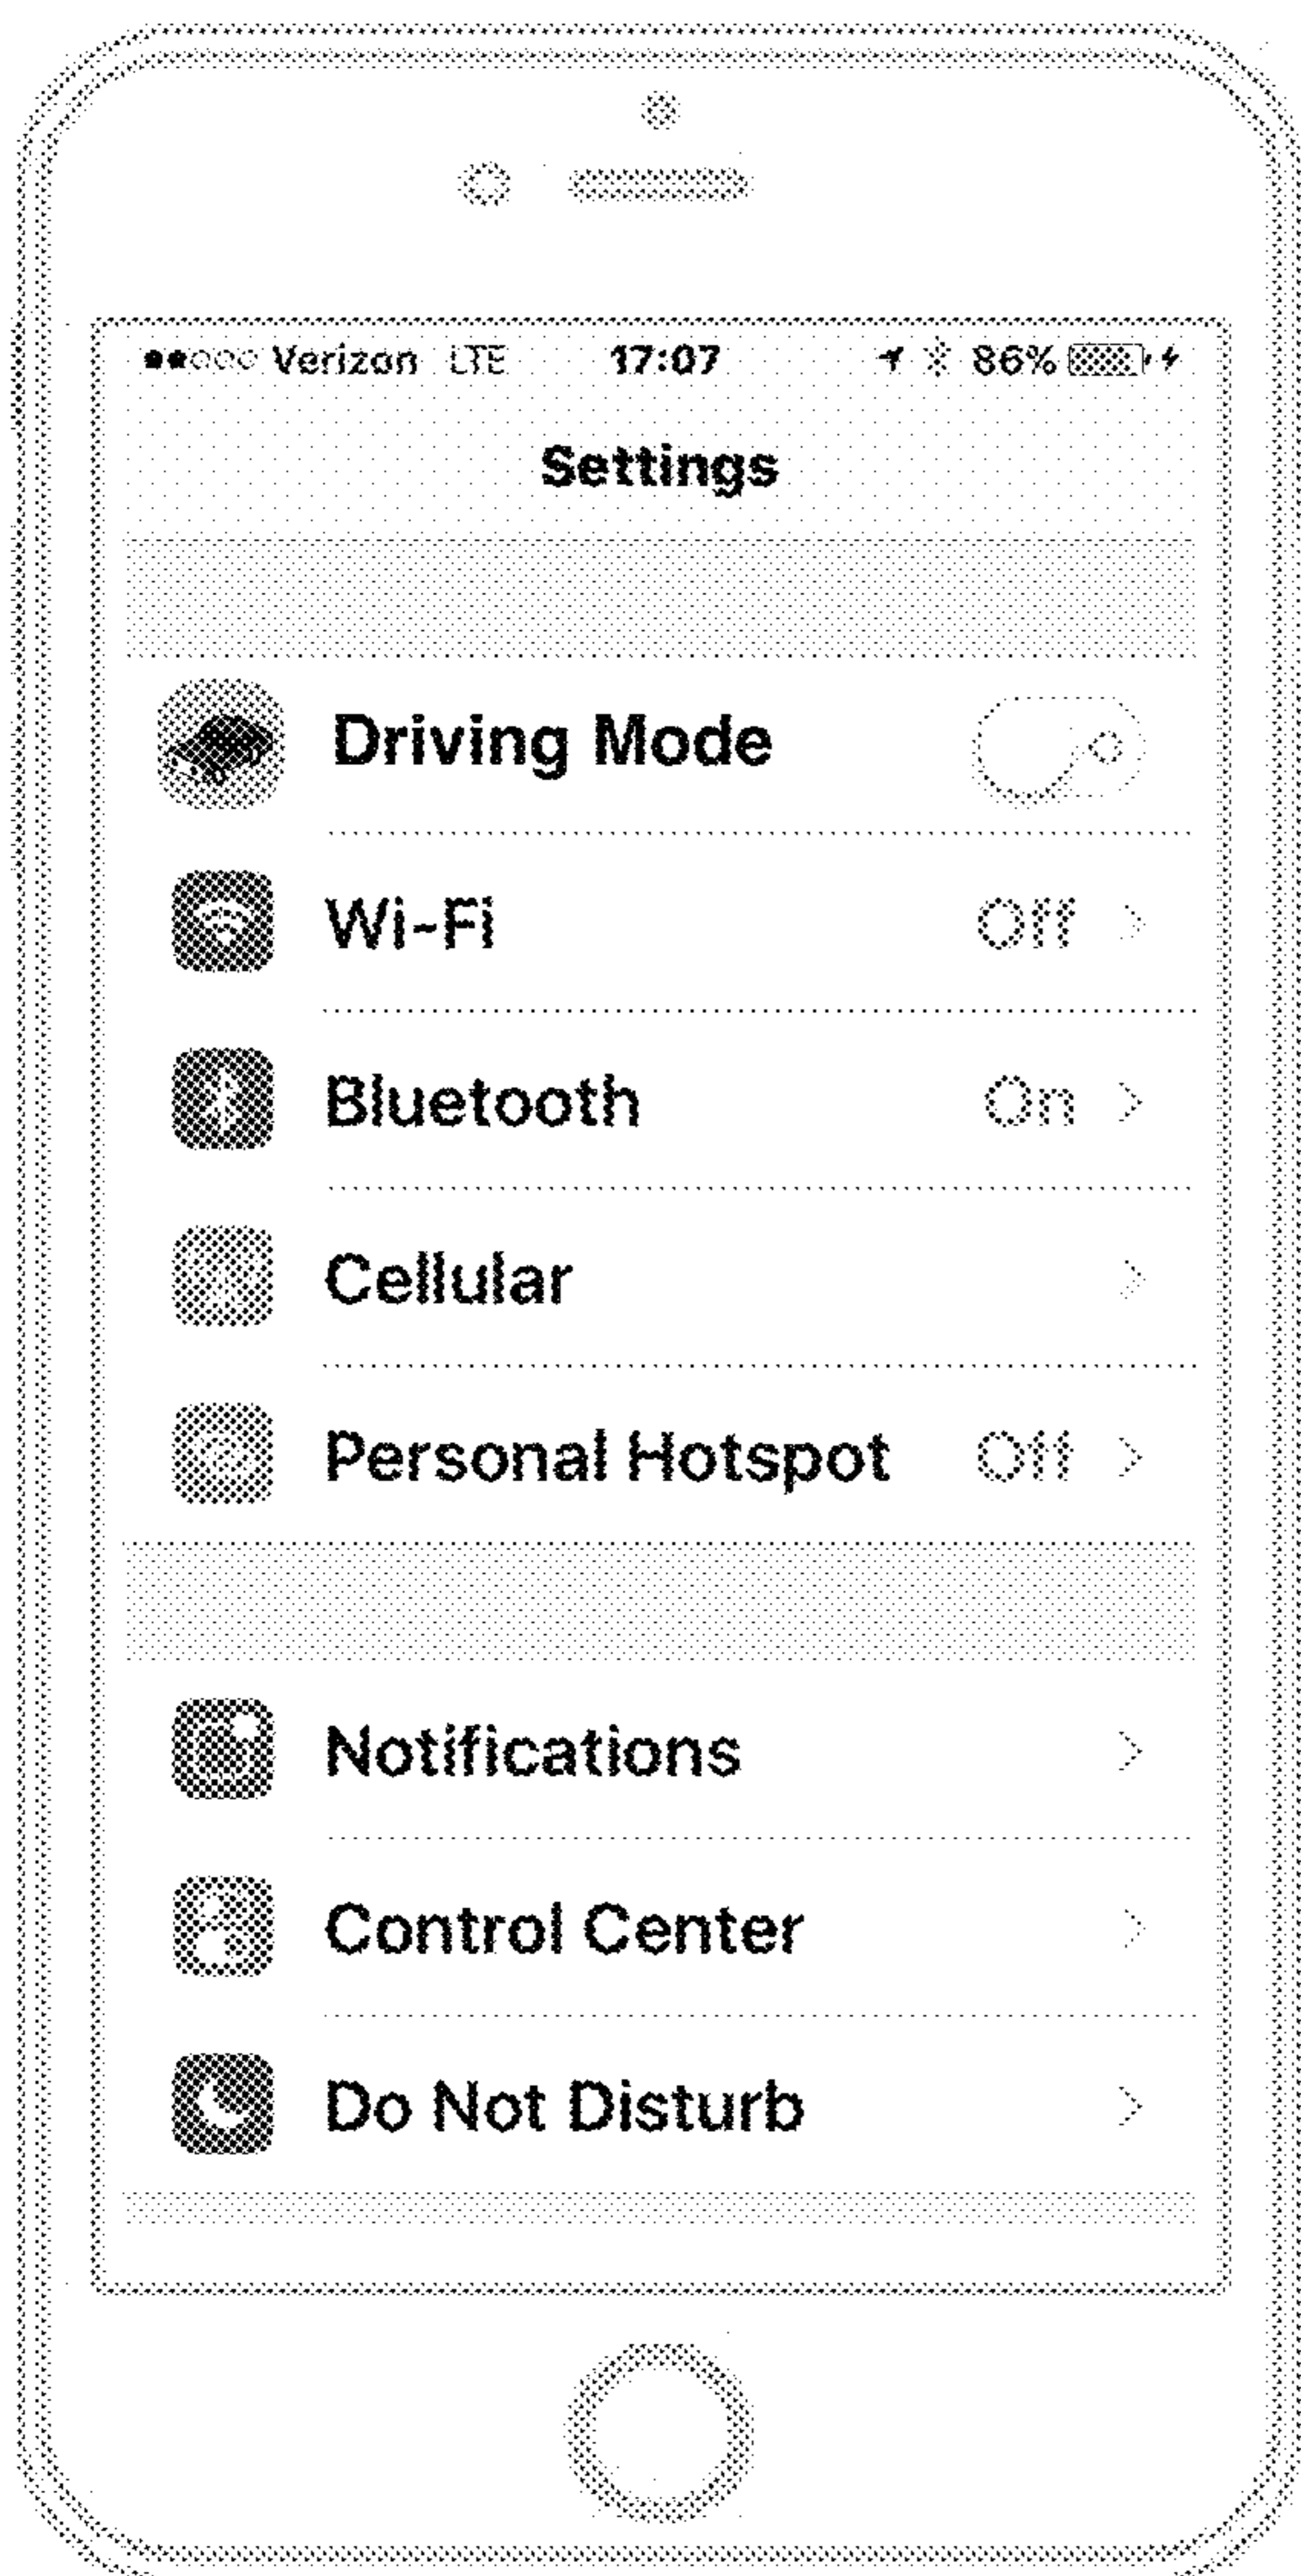 Verizon LTE 17:07 86%
Settings
Driving Mode
Wi-Fi Off
Bluetooth On
Cellular
Personal Hotspot Off
Notifications
Control Center
Do Not Disturb